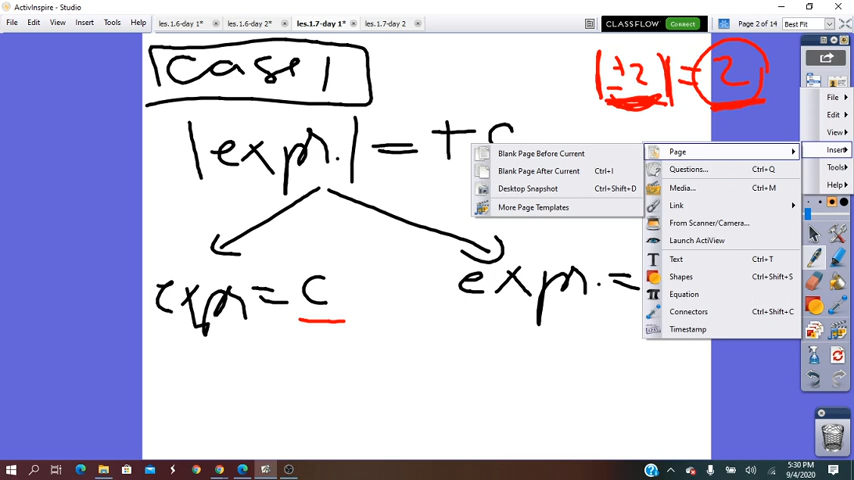 ActivInspire - Studio
File Edit View Insert Tools Help les.1.6-day 1* les.1.6-day 2* les.1.7-day 1* les.1.7-day 2 CLASSFLOW Connect Page 2 of 14 Best Fit
case 1
|±2| = 2
|expr.| = + c
expr = c
expr. =
File
Edit
View
Insert
Tools
Help
Page
Questions... Ctrl+Q
Media... Ctrl+M
Link
From Scanner/Camera...
Launch ActiView
Text Ctrl+T
Shapes Ctrl+Shift+S
Equation
Connectors Ctrl+Shift+C
Timestamp
Blank Page Before Current
Blank Page After Current Ctrl+I
Desktop Snapshot Ctrl+Shift+D
More Page Templates
5:30 PM
9/4/2020